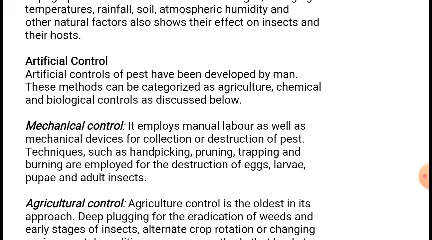 temperatures, rainfall, soil, atmospheric humidity and
other natural factors also shows their effect on insects and
their hosts.
Artificial Control
Artificial controls of pest have been developed by man.
These methods can be categorized as agriculture, chemical
and biological controls as discussed below.
Mechanical control: It employs manual labour as well as
mechanical devices for collection or destruction of pest.
Techniques, such as handpicking, pruning, trapping and
burning are employed for the destruction of eggs, larvae,
pupae and adult insects.
Agricultural control: Agriculture control is the oldest in its
approach. Deep plugging for the eradication of weeds and
early stages of insects, alternate crop rotation or changing